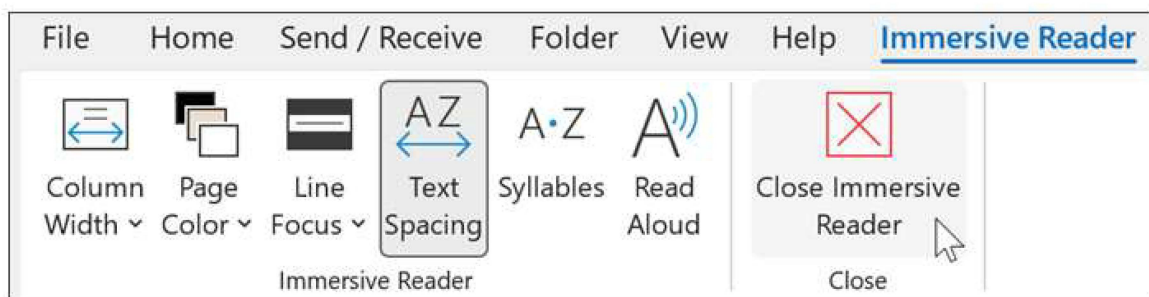 File Home Send / Receive Folder View Help Immersive Reader
AZ A·Z A
Column Page Line Text Syllables Read Close Immersive
Width Color Focus Spacing Aloud Reader
Immersive Reader Close